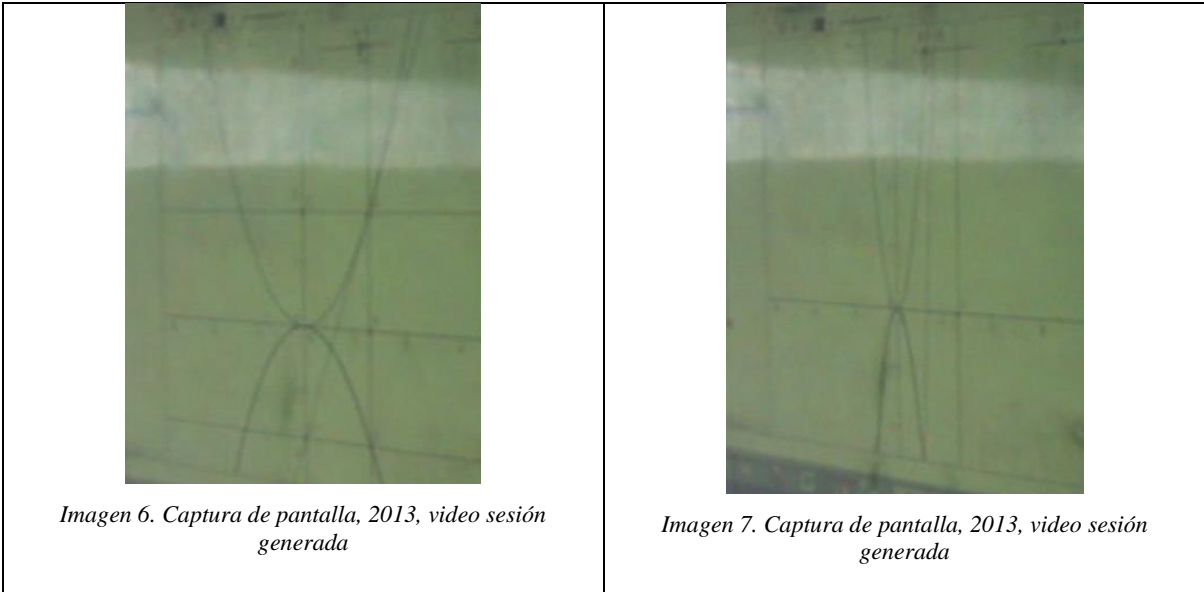 Imagen 6. Captura de pantalla, 2013, video sesión
generada
Imagen 7. Captura de pantalla, 2013, video sesión
generada